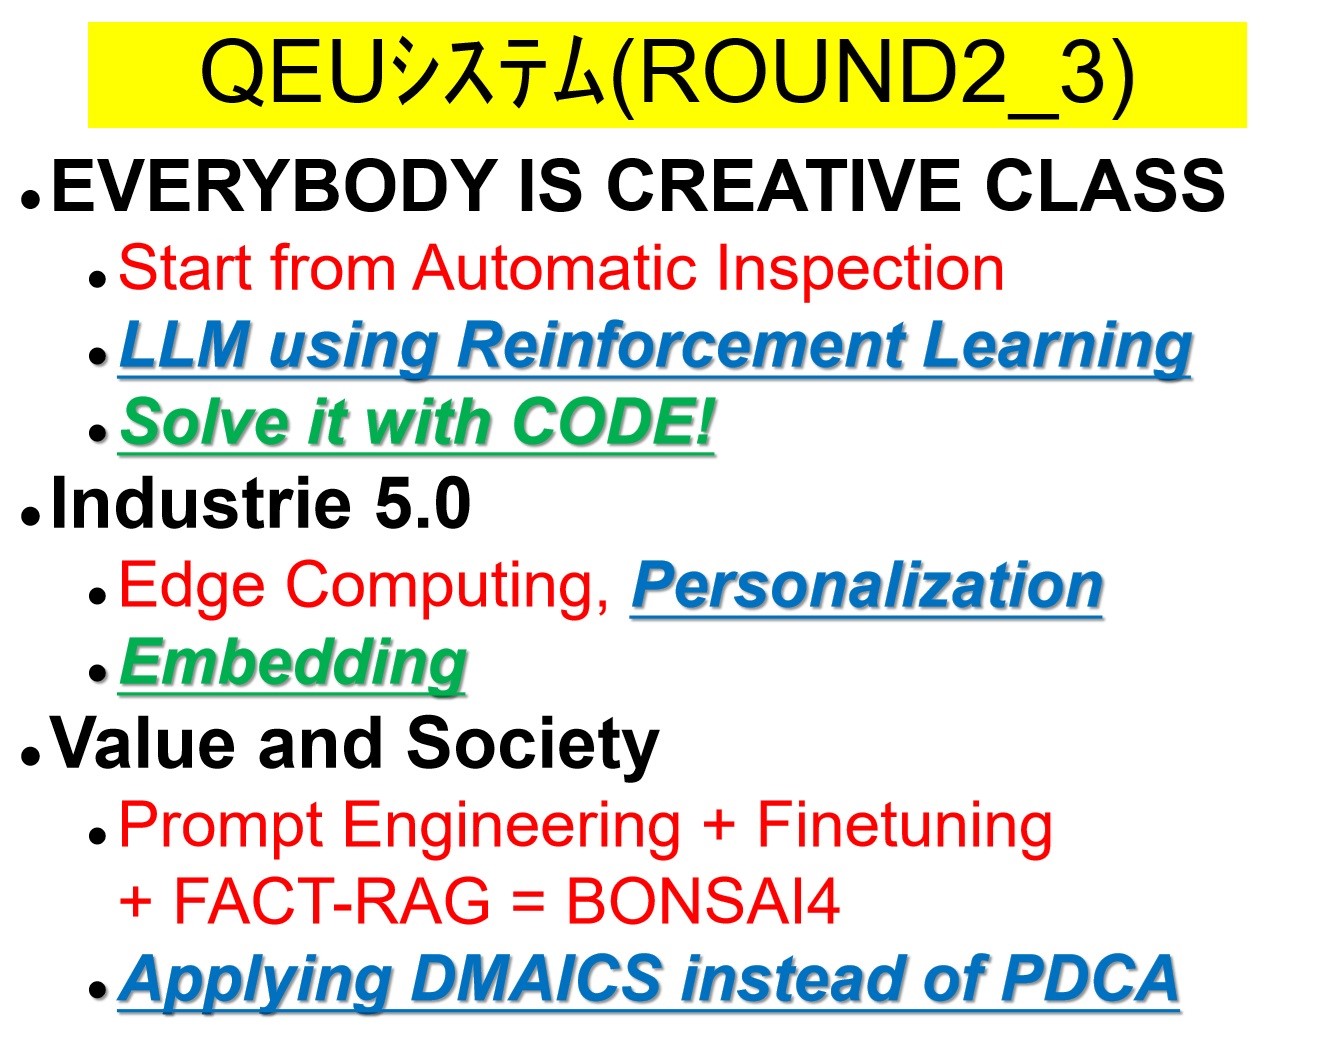 QEUシステム(ROUND2_3)
● EVERYBODY IS CREATIVE CLASS
● Start from Automatic Inspection
● LLM using Reinforcement Learning
● Solve it with CODE!
● Industrie 5.0
● Edge Computing, Personalization
● Embedding
● Value and Society
● Prompt Engineering + Finetuning
+ FACT-RAG = BONSAI4
● Applying DMAICS instead of PDCA